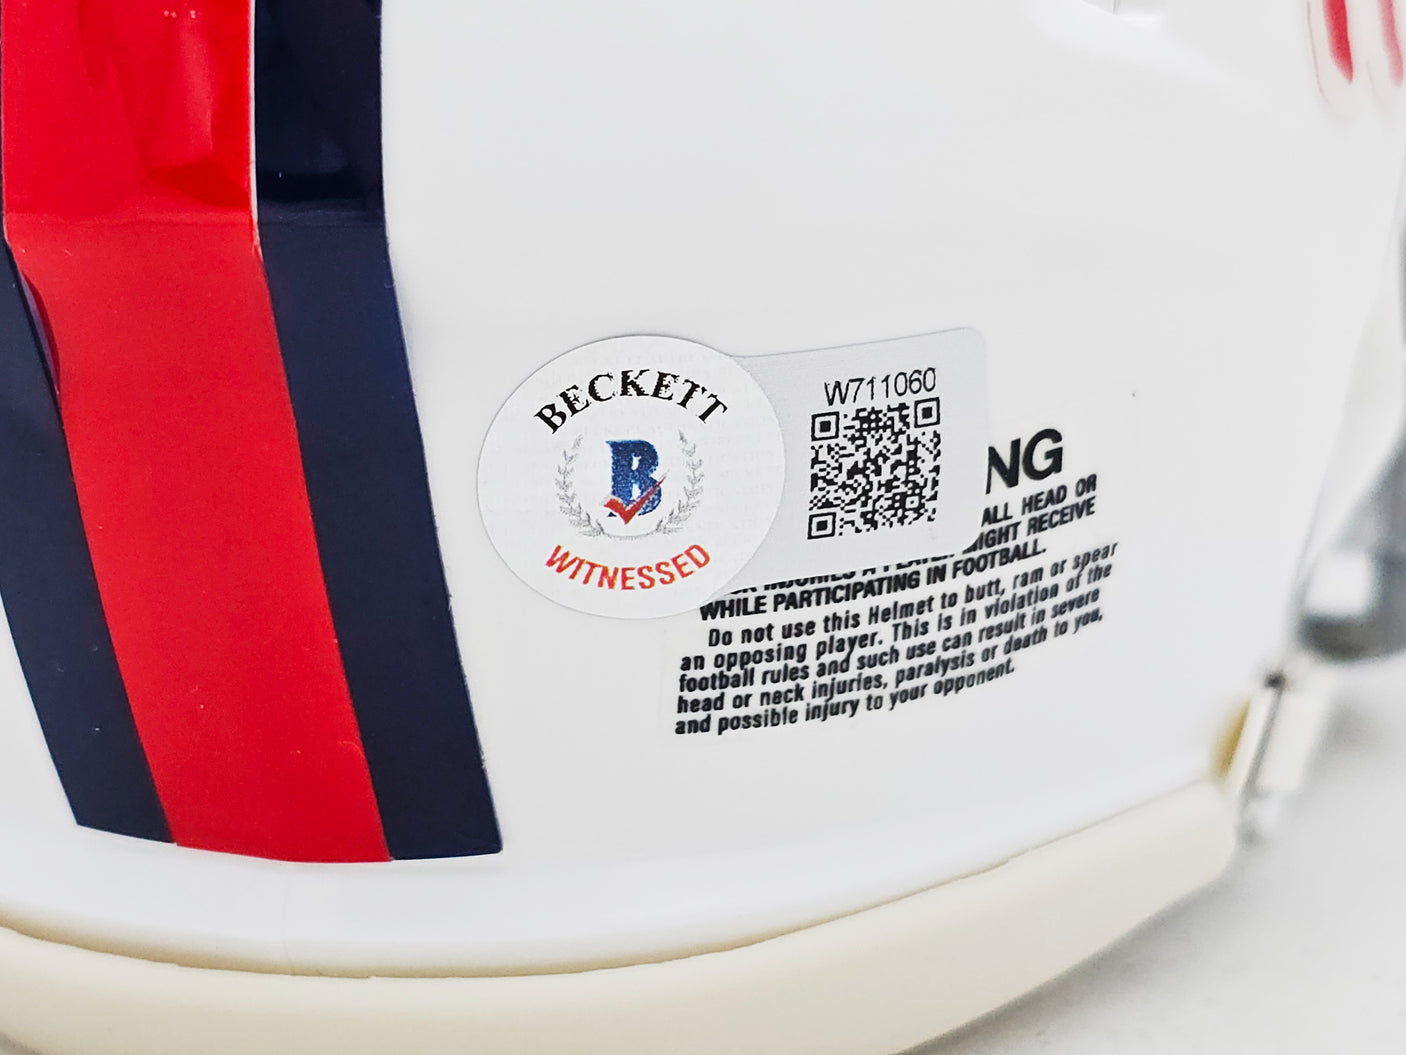 BECKETT
B
WITNESSED
W711060
NG
ALL HEAD OR
RECEIVE
WHILE PARTICIPATING IN FOOTBALL.
Do not use this Helmet to butt, ram or spear
an opposing player. This is in violation of the
football rules and such use can result in severe
head or neck injuries, paralysis or death to you,
and possible injury to your opponent.